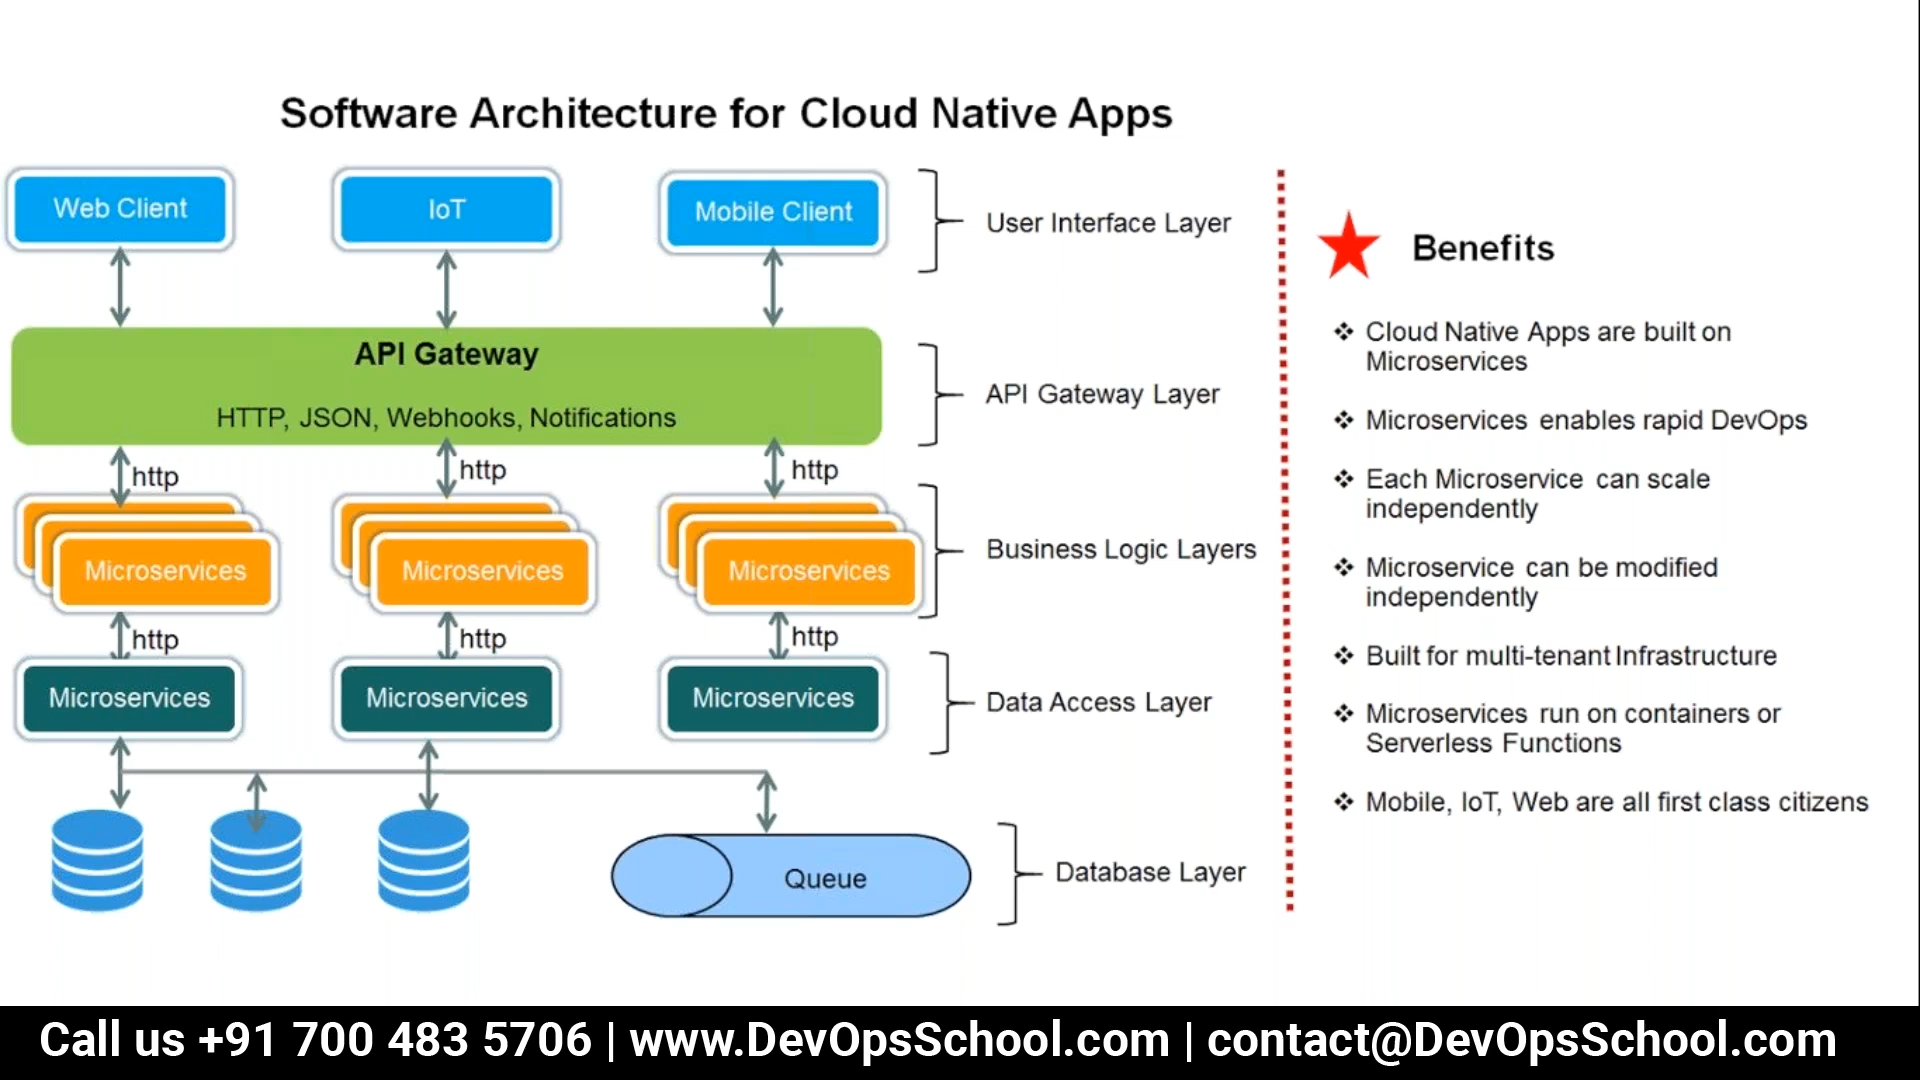 Software Architecture for Cloud Native Apps
Web Client
IoT
Mobile Client
User Interface Layer
API Gateway
HTTP, JSON, Webhooks, Notifications
API Gateway Layer
http
http
http
Microservices
Microservices
Microservices
Business Logic Layers
http
http
http
Microservices
Microservices
Microservices
Data Access Layer
Queue
Database Layer
Benefits
Cloud Native Apps are built on
Microservices
Microservices enables rapid DevOps
Each Microservice can scale
independently
Microservice can be modified
independently
Built for multi-tenant Infrastructure
Microservices run on containers or
Serverless Functions
Mobile, IoT, Web are all first class citizens
Call us +91 700 483 5706 | www.DevOpsSchool.com | contact@DevOpsSchool.com